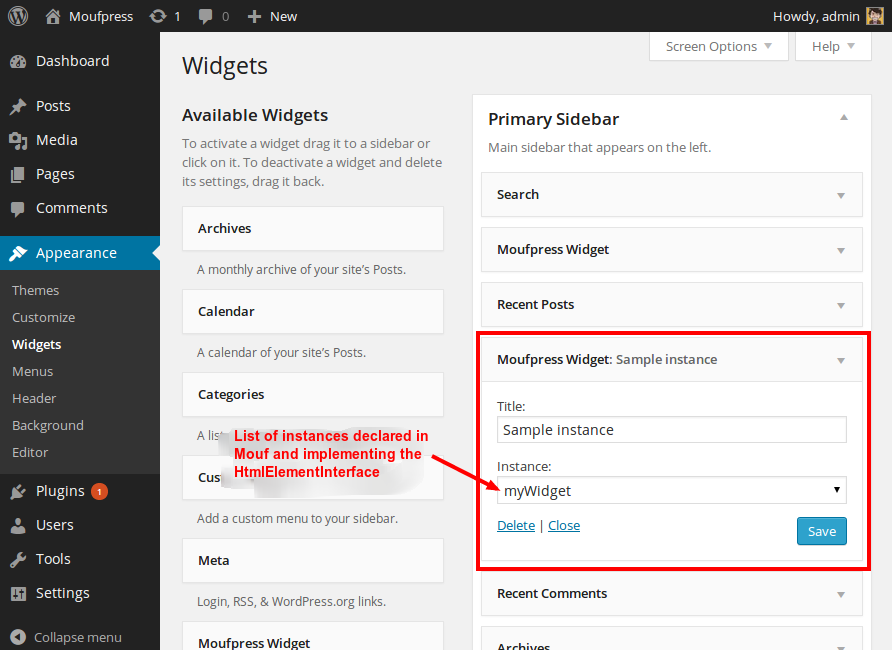 Moufpress 1 0 + New Howdy, admin
Dashboard
Posts
Media
Pages
Comments
Appearance
Themes
Customize
Widgets
Menus
Header
Background
Editor
Plugins 1
Users
Tools
Settings
Collapse menu
Screen Options Help
Widgets
Available Widgets
To activate a widget drag it to a sidebar or
click on it. To deactivate a widget and delete
its settings, drag it back.
Archives
A monthly archive of your site's Posts.
Calendar
A calendar of your site's Posts.
Categories
A lis
List of instances declared in
Mouf and implementing the
HtmlElementInterface
Cus
Add a custom menu to your sidebar.
Meta
Login, RSS, & WordPress.org links.
Moufpress Widget
Primary Sidebar
Main sidebar that appears on the left.
Search
Moufpress Widget
Recent Posts
Moufpress Widget: Sample instance
Title:
Sample instance
Instance:
myWidget
Delete | Close
Save
Recent Comments
Archives